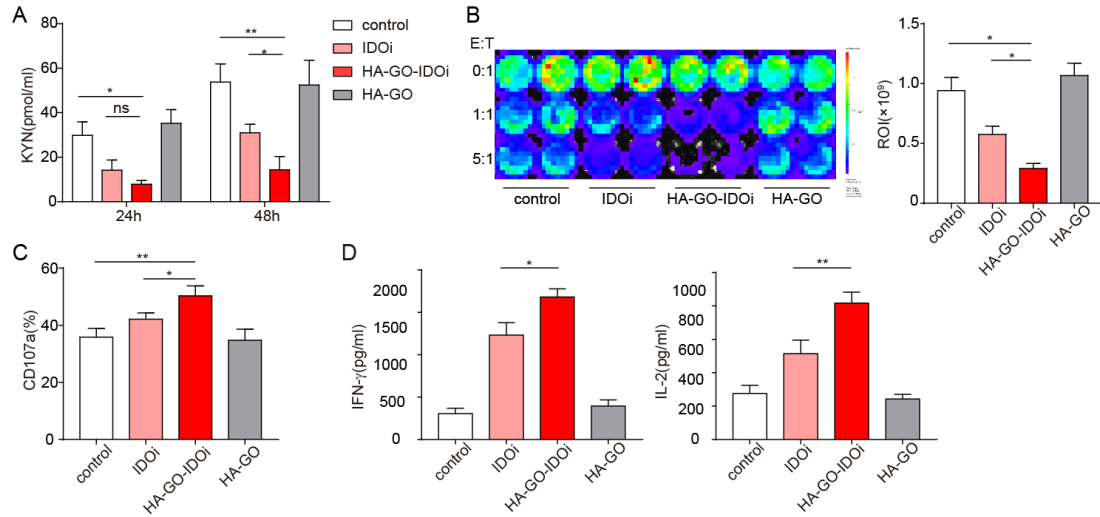 A
KYN(pmol/ml)
80
60
40
20
0
**
*
*
ns
24h
48h
control
IDOi
HA-GO-IDOi
HA-GO
B
E:T
0:1
1:1
5:1
control
IDOi
HA-GO-IDOi
HA-GO
ROI(×10⁹)
1.5
1.0
0.5
0
*
*
control
IDOi
HA-GO-IDOi
HA-GO
C
CD107a(%)
60
40
20
0
**
*
control
IDOi
HA-GO-IDOi
HA-GO
D
IFN-γ(pg/ml)
2000
1500
1000
500
0
*
control
IDOi
HA-GO-IDOi
HA-GO
IL-2(pg/ml)
1000
800
600
400
200
0
**
control
IDOi
HA-GO-IDOi
HA-GO